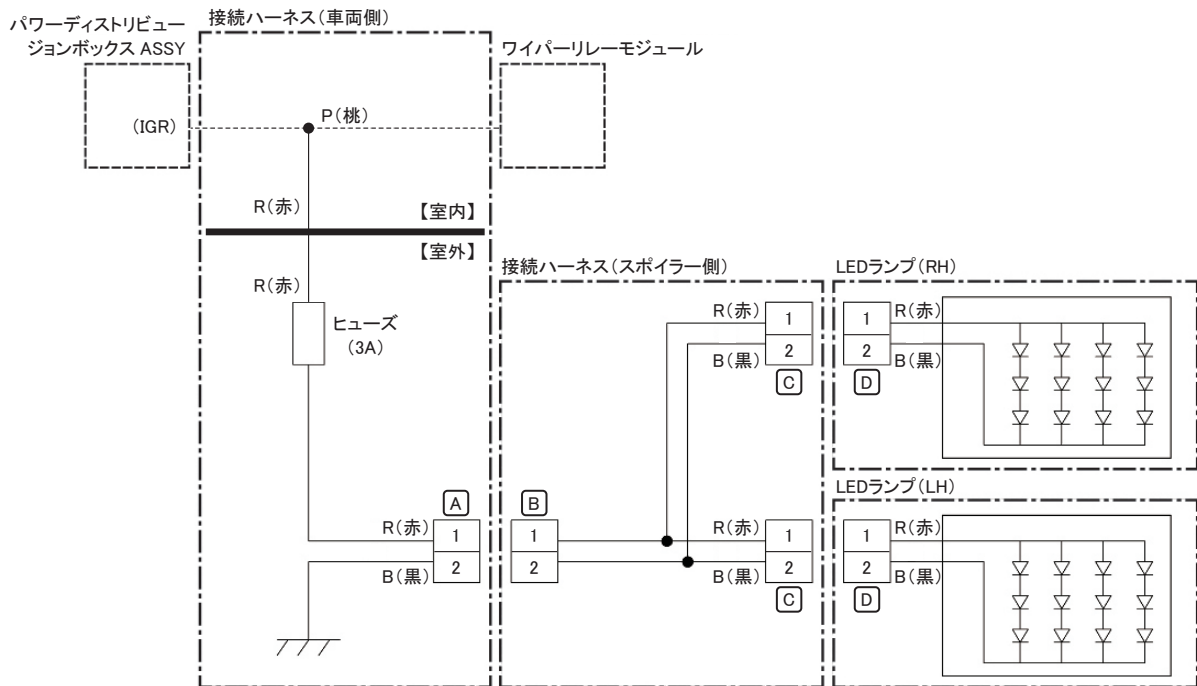 接続ハーネス（車両側）
パワーディストリビュー
ジョンボックス ASSY
ワイパーリレーモジュール
(IGR)
P（桃）
R（赤）
【室内】
【室外】
R（赤）
ヒューズ
(3A)
接続ハーネス（スポイラー側）
R（赤）
1
2
B（黒）
C
LEDランプ（RH）
1
R（赤）
2
B（黒）
D
A
R（赤）
1
2
B（黒）
B
1
2
R（赤）
1
2
B（黒）
C
LEDランプ（LH）
1
R（赤）
2
B（黒）
D